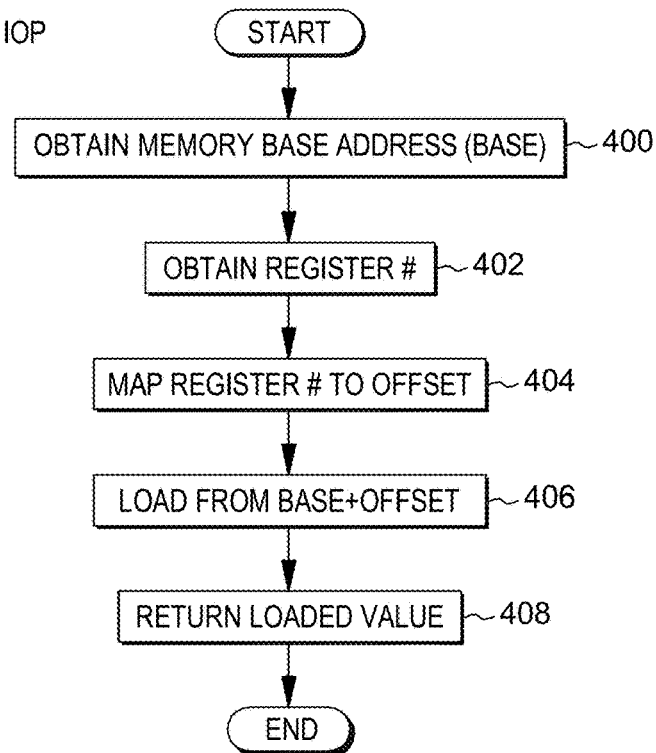 IOP
START
OBTAIN MEMORY BASE ADDRESS (BASE)
400
OBTAIN REGISTER #
402
MAP REGISTER # TO OFFSET
404
LOAD FROM BASE+OFFSET
406
RETURN LOADED VALUE
408
END